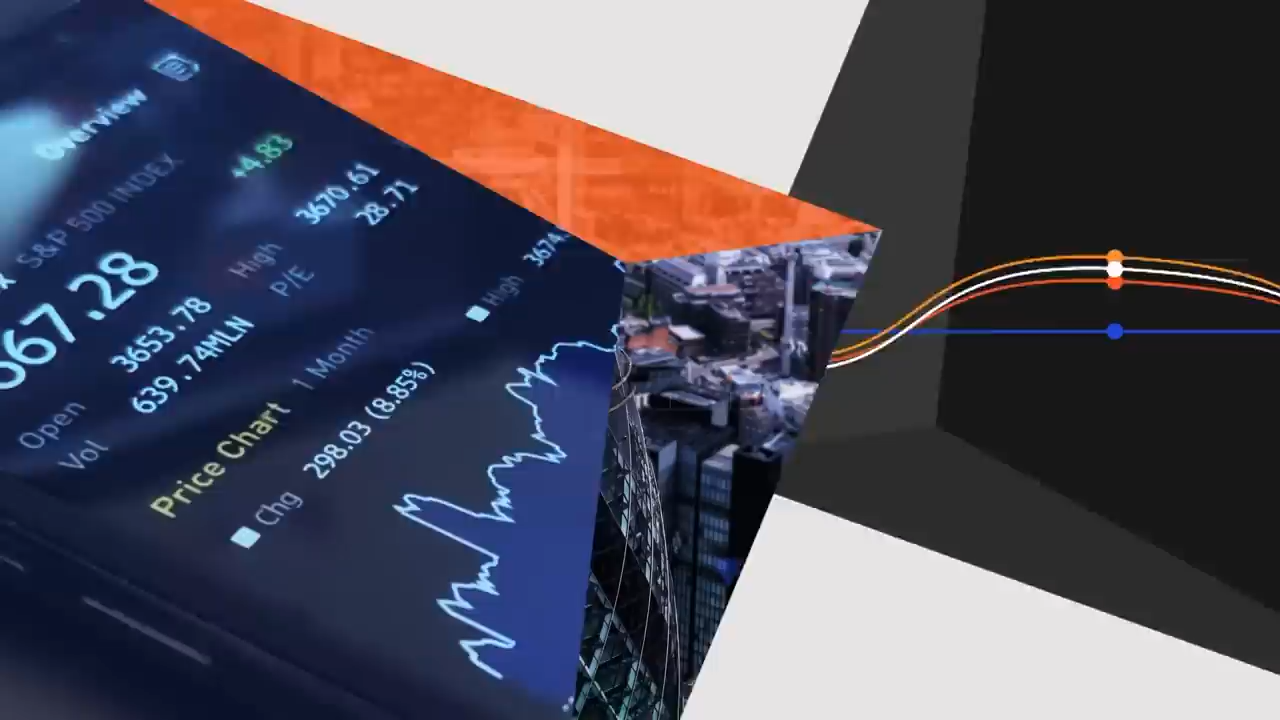 Overview
S&P 500 INDEX
+4.83
667.28
High 3670.61
P/E 28.71
Open 3653.78
Vol 639.74MLN
Price Chart 1 Month
Chg 298.03 (8.85%)
High